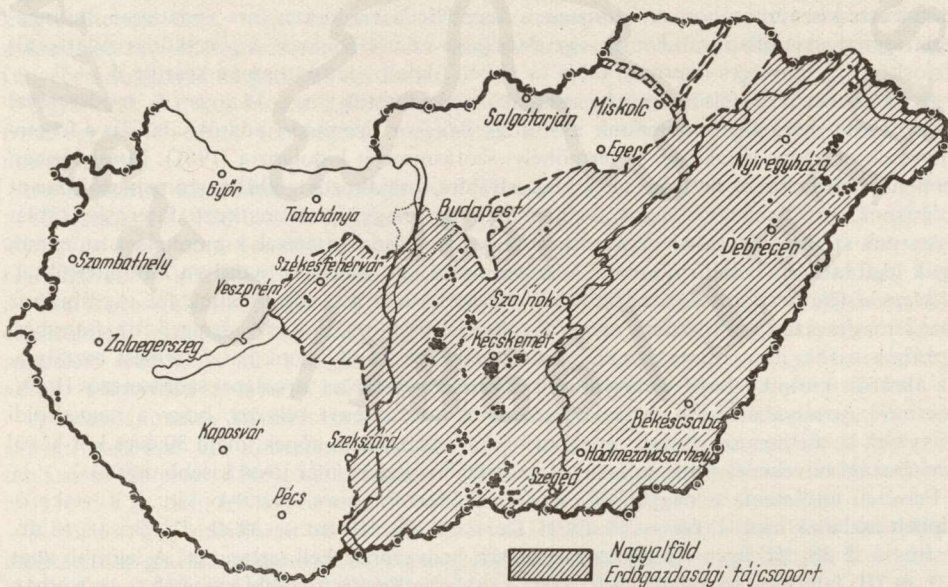 Salgótarján
Miskolc
Eger
Nyiregyháza
Győr
Tatabánya
Budapest
Debrecen
Szombathely
Székesfehérvár
Veszprém
Szolnok
Zalaegerszeg
Kecskemét
Kaposvár
Békéscsaba
Szekszárd
Hódmezővásárhely
Szeged
Pécs
Nagyalföld
Erdőgazdasági tájcsoport